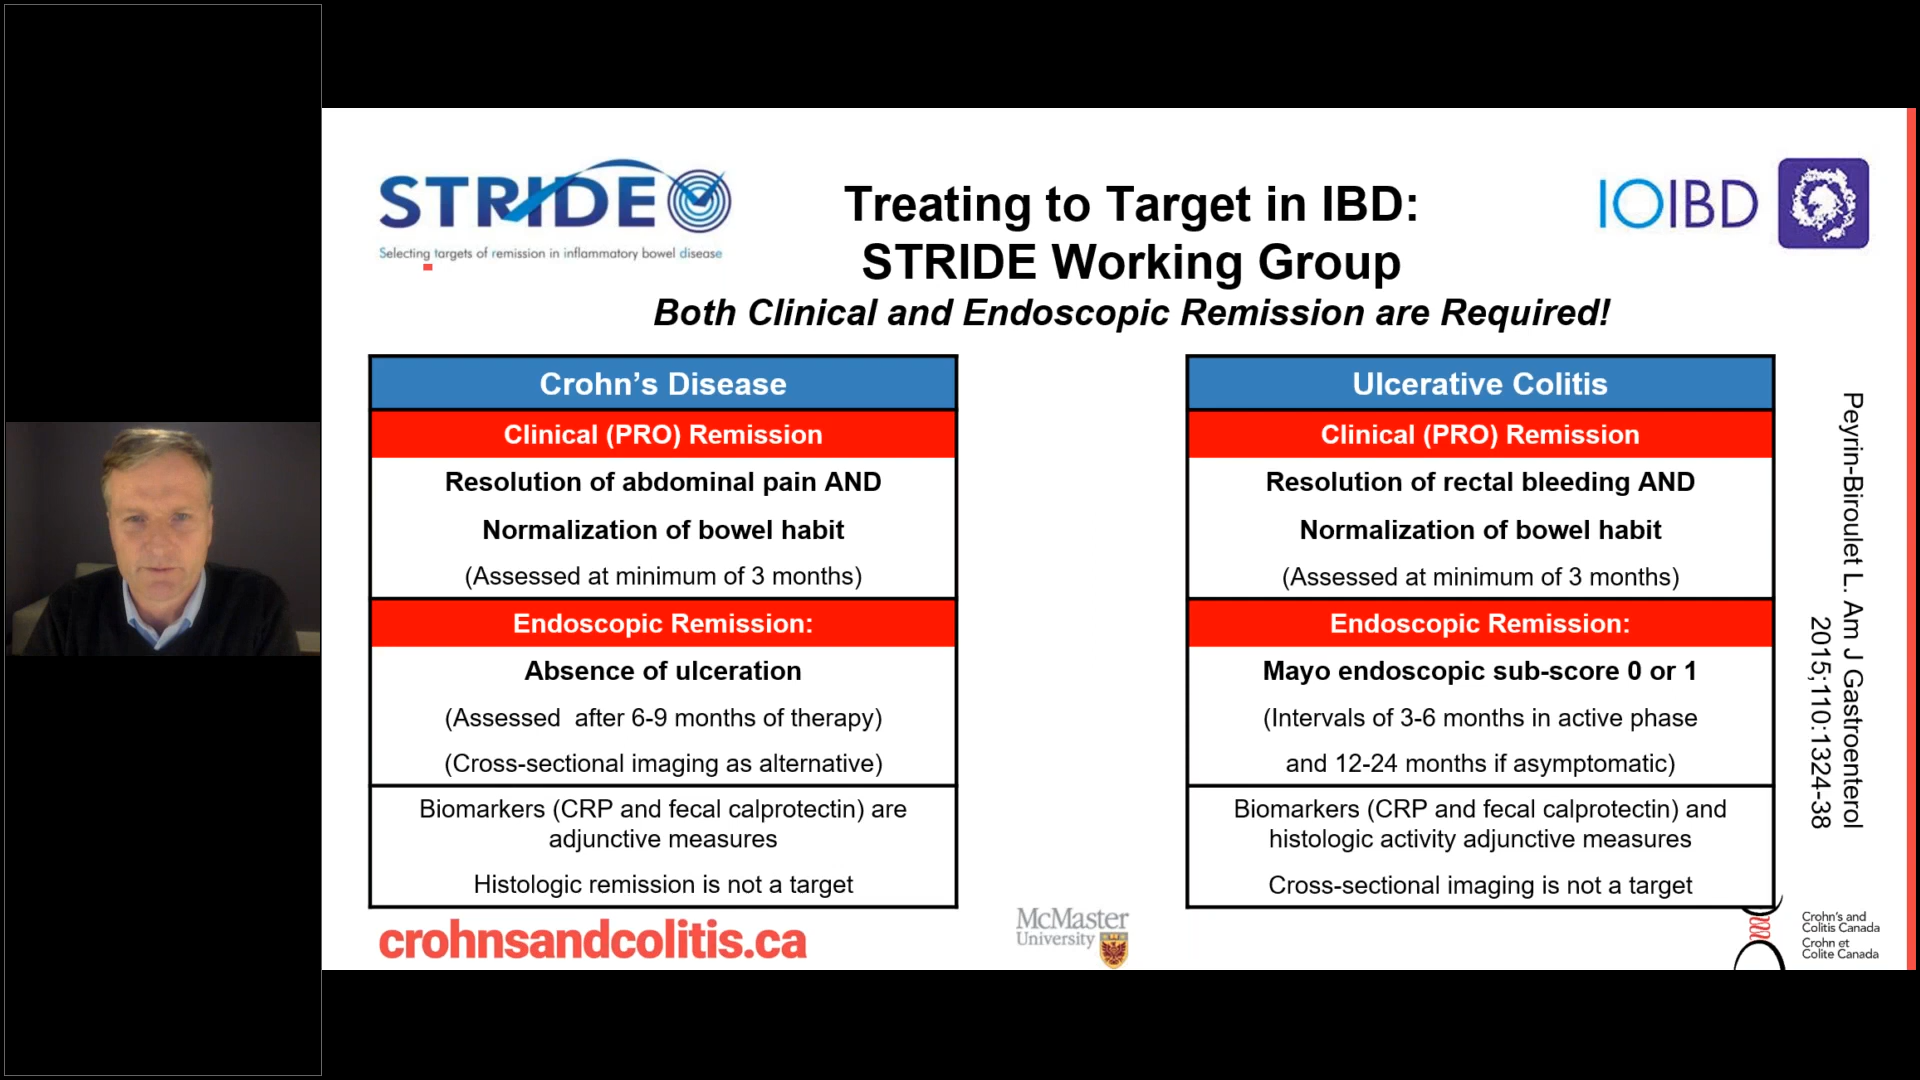 STRIDE
Selecting targets of remission in inflammatory bowel disease
Treating to Target in IBD:
STRIDE Working Group
Both Clinical and Endoscopic Remission are Required!
IOIBD
Crohn’s Disease
Clinical (PRO) Remission
Resolution of abdominal pain AND
Normalization of bowel habit
(Assessed at minimum of 3 months)
Endoscopic Remission:
Absence of ulceration
(Assessed after 6-9 months of therapy)
(Cross-sectional imaging as alternative)
Biomarkers (CRP and fecal calprotectin) are
adjunctive measures
Histologic remission is not a target
Ulcerative Colitis
Clinical (PRO) Remission
Resolution of rectal bleeding AND
Normalization of bowel habit
(Assessed at minimum of 3 months)
Endoscopic Remission:
Mayo endoscopic sub-score 0 or 1
(Intervals of 3-6 months in active phase
and 12-24 months if asymptomatic)
Biomarkers (CRP and fecal calprotectin) and
histologic activity adjunctive measures
Cross-sectional imaging is not a target
Peyrin-Biroulet L. Am J Gastroenterol
2015;110:1324-38
crohnsandcolitis.ca
McMaster
University
Crohn's and
Colitis Canada
Crohn et
Colite Canada